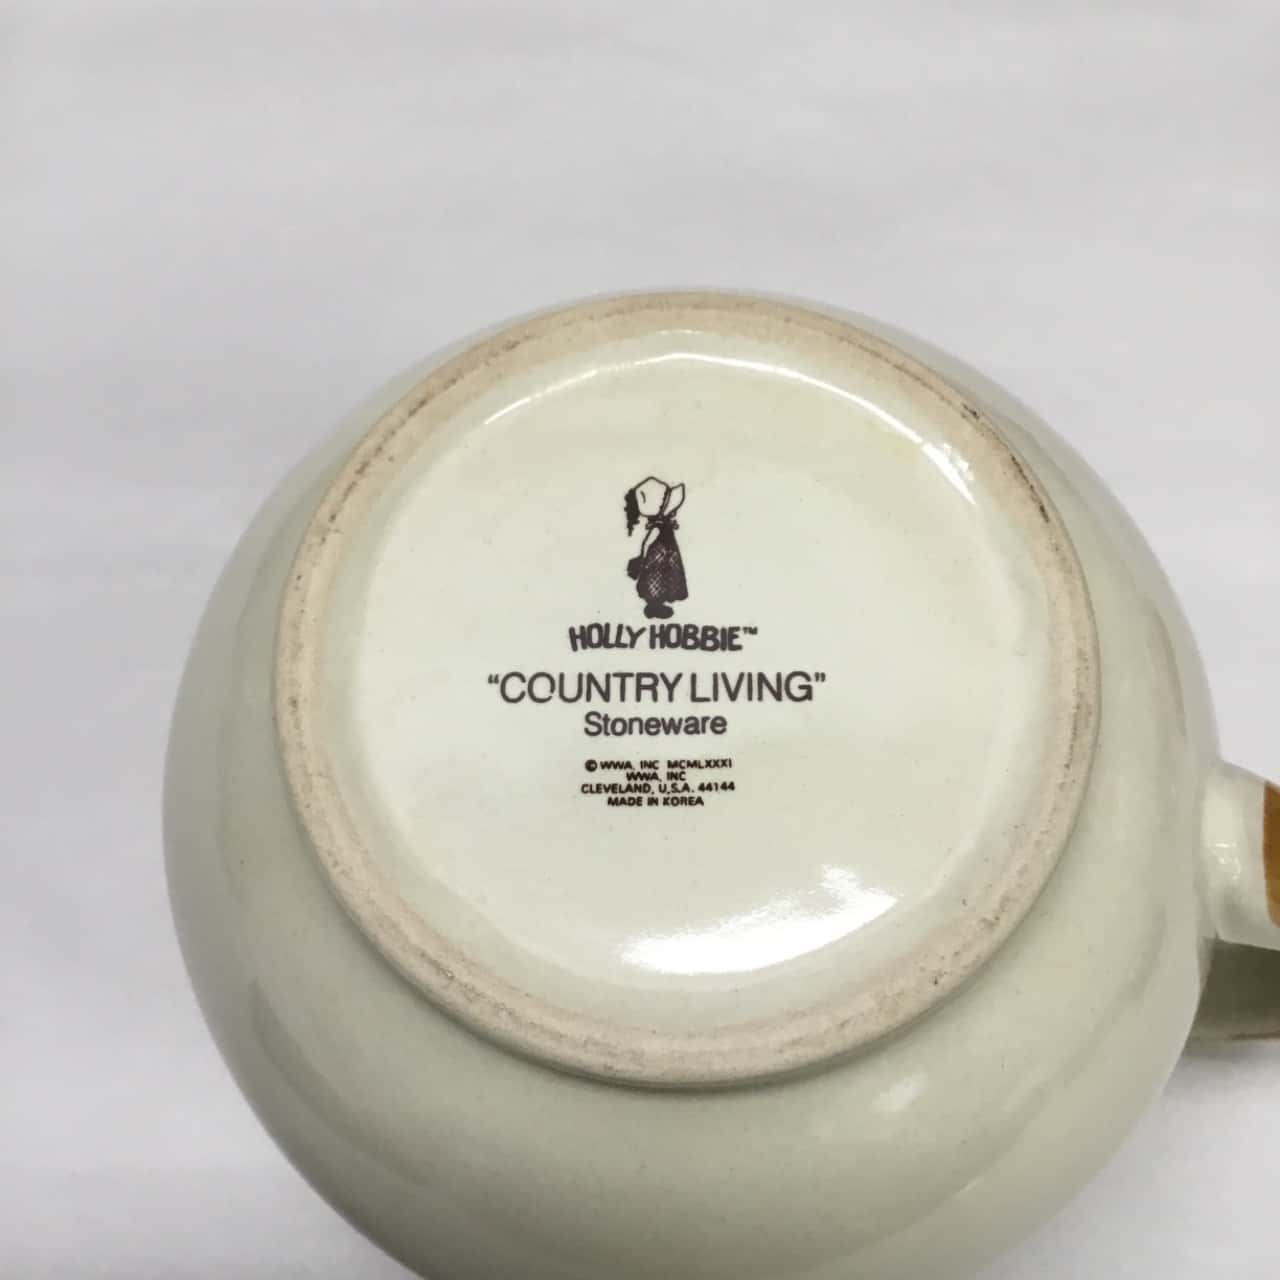 HOLLY HOBBIE™
“COUNTRY LIVING”
Stoneware
© WWA, INC MCMLXXXI
WWA, INC
CLEVELAND, U.S.A. 44144
MADE IN KOREA